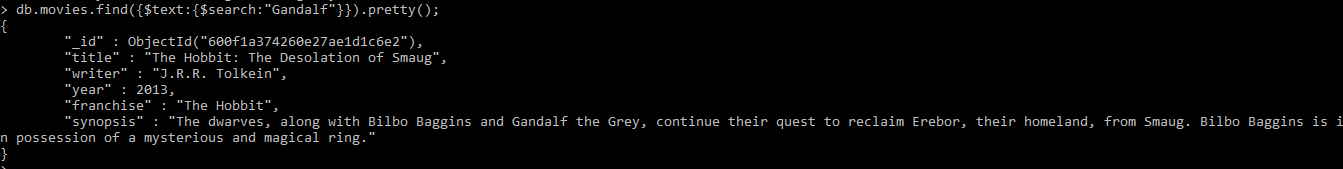 > db.movies.find({$text:{$search:"Gandalf"}}).pretty();
{
        "_id" : ObjectId("600f1a374260e27ae1d1c6e2"),
        "title" : "The Hobbit: The Desolation of Smaug",
        "writer" : "J.R.R. Tolkein",
        "year" : 2013,
        "franchise" : "The Hobbit",
        "synopsis" : "The dwarves, along with Bilbo Baggins and Gandalf the Grey, continue their quest to reclaim Erebor, their homeland, from Smaug. Bilbo Baggins is i
n possession of a mysterious and magical ring."
}